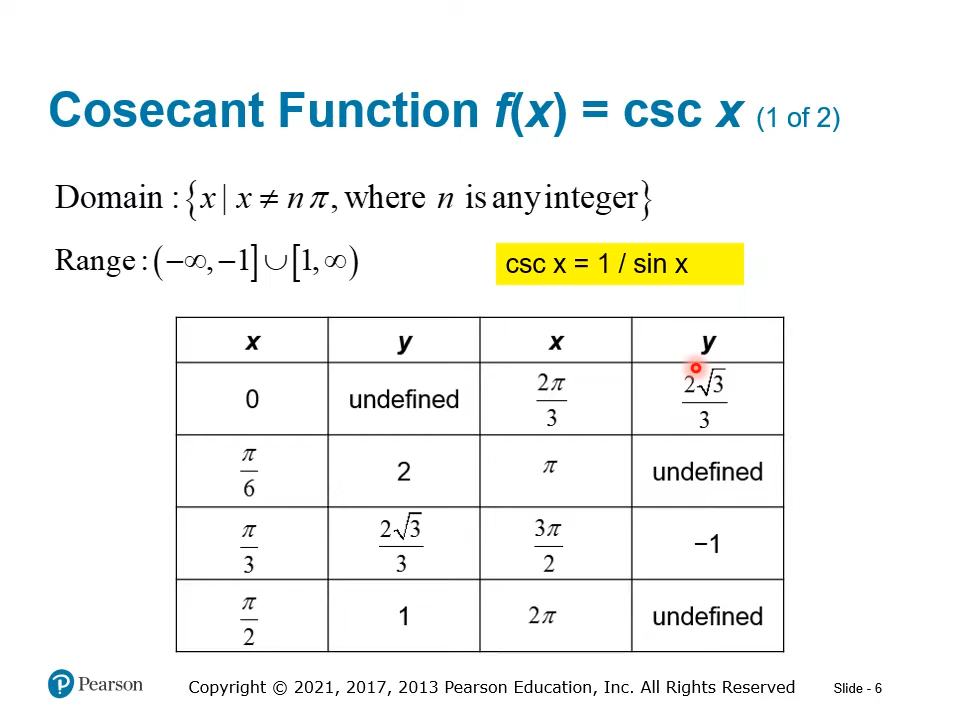 Cosecant Function f(x) = csc x (1 of 2)
Domain : {x | x ≠ nπ, where n is any integer}
Range : (−∞, −1] ∪ [1, ∞)
csc x = 1 / sin x
x y x y
0 undefined 2π/3 2√3/3
π/6 2 π undefined
π/3 2√3/3 3π/2 −1
π/2 1 2π undefined
P Pearson Copyright © 2021, 2017, 2013 Pearson Education, Inc. All Rights Reserved Slide - 6